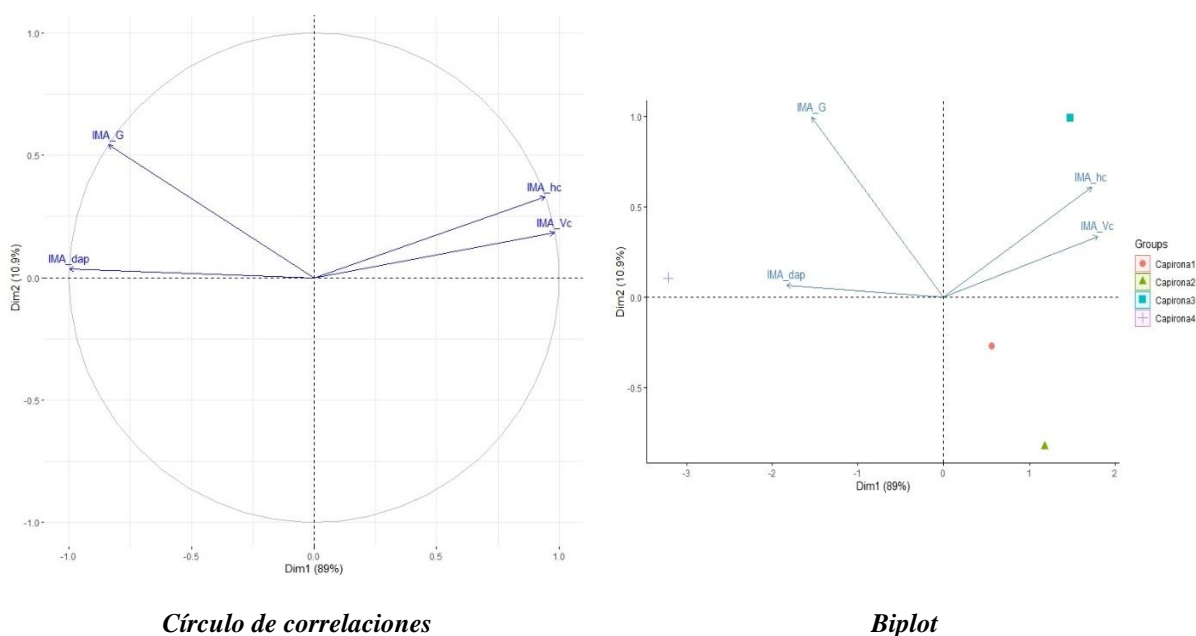 1.0
0.5
0.0
-0.5
-1.0
Dim2 (10.9%)
IMA_G
IMA_hc
IMA_Vc
IMA_dap
-1.0
-0.5
0.0
0.5
1.0
Dim1 (89%)
Círculo de correlaciones
1.0
0.5
0.0
-0.5
Dim2 (10.9%)
IMA_G
IMA_hc
IMA_Vc
IMA_dap
-3
-2
-1
0
1
2
Dim1 (89%)
Groups
Capirona1
Capirona2
Capirona3
Capirona4
Biplot